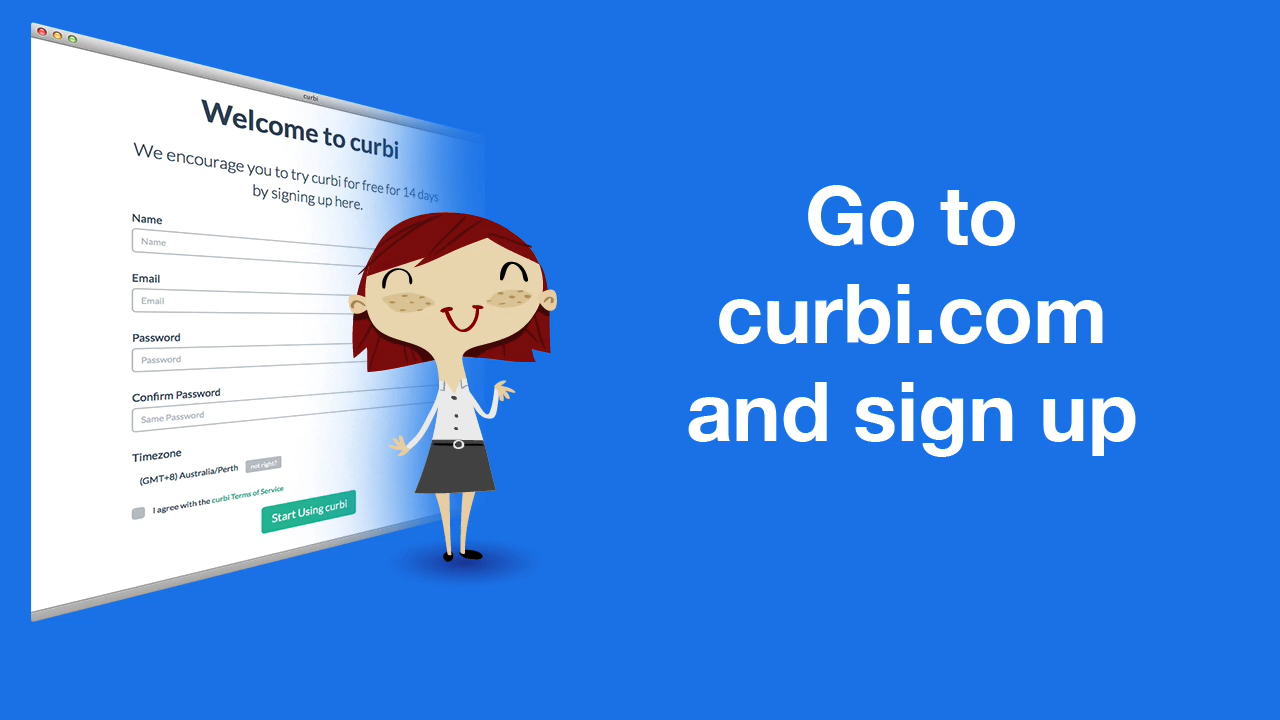 curbi
Welcome to curbi
We encourage you to try curbi for free for 14 days
by signing up here.
Name
Name
Email
Email
Password
Password
Confirm Password
Same Password
Timezone
(GMT+8) Australia/Perth not right?
I agree with the curbi Terms of Service
Start Using curbi
Go to
curbi.com
and sign up